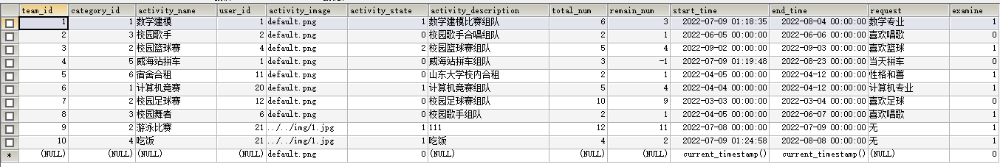 team_id category_id activity_name user_id activity_image activity_state activity_description total_num remain_num start_time end_time request examine
1 1 数学建模 1 default.png 1 数学建模比赛组队 6 3 2022-07-09 01:18:35 2022-08-04 00:00:00 数学专业 1
2 3 校园歌手 2 default.png 0 校园歌手合唱组队 2 1 2022-06-05 00:00:00 2022-06-06 00:00:00 喜欢唱歌 0
3 2 校园篮球赛 4 default.png 2 校园篮球赛组队 5 4 2022-09-02 00:00:00 2022-09-03 00:00:00 喜欢篮球 1
4 5 威海站拼车 1 default.png 0 威海站拼车组队 3 -1 2022-07-09 01:19:48 2022-08-23 00:00:00 当天拼车 0
5 6 宿舍合租 11 default.png 0 山东大学校内合租 2 1 2022-04-05 00:00:00 2022-04-12 00:00:00 性格和善 1
6 1 计算机竞赛 20 default.png 1 计算机竞赛组队 5 4 2022-04-04 00:00:00 2022-04-12 00:00:00 计算机专业 1
7 2 校园足球赛 12 default.png 0 校园足球赛组队 10 9 2022-03-03 00:00:00 2022-03-04 00:00:00 喜欢足球 0
8 3 校园舞者 6 default.png 0 校园歌手组队 2 1 2022-04-05 00:00:00 2022-06-07 00:00:00 喜欢唱歌 1
9 2 游泳比赛 21 ../../img/1.jpg 1 111 12 11 2022-07-08 00:00:00 2022-07-09 00:00:00 无 1
10 4 吃饭 21 ../../img/1.jpg 1 吃饭 4 2 2022-07-09 01:24:58 2022-08-08 00:00:00 无 1
* (NULL) (NULL) (NULL) (NULL) default.png 0 (NULL) (NULL) (NULL) current_timestamp() current_timestamp() (NULL) 0